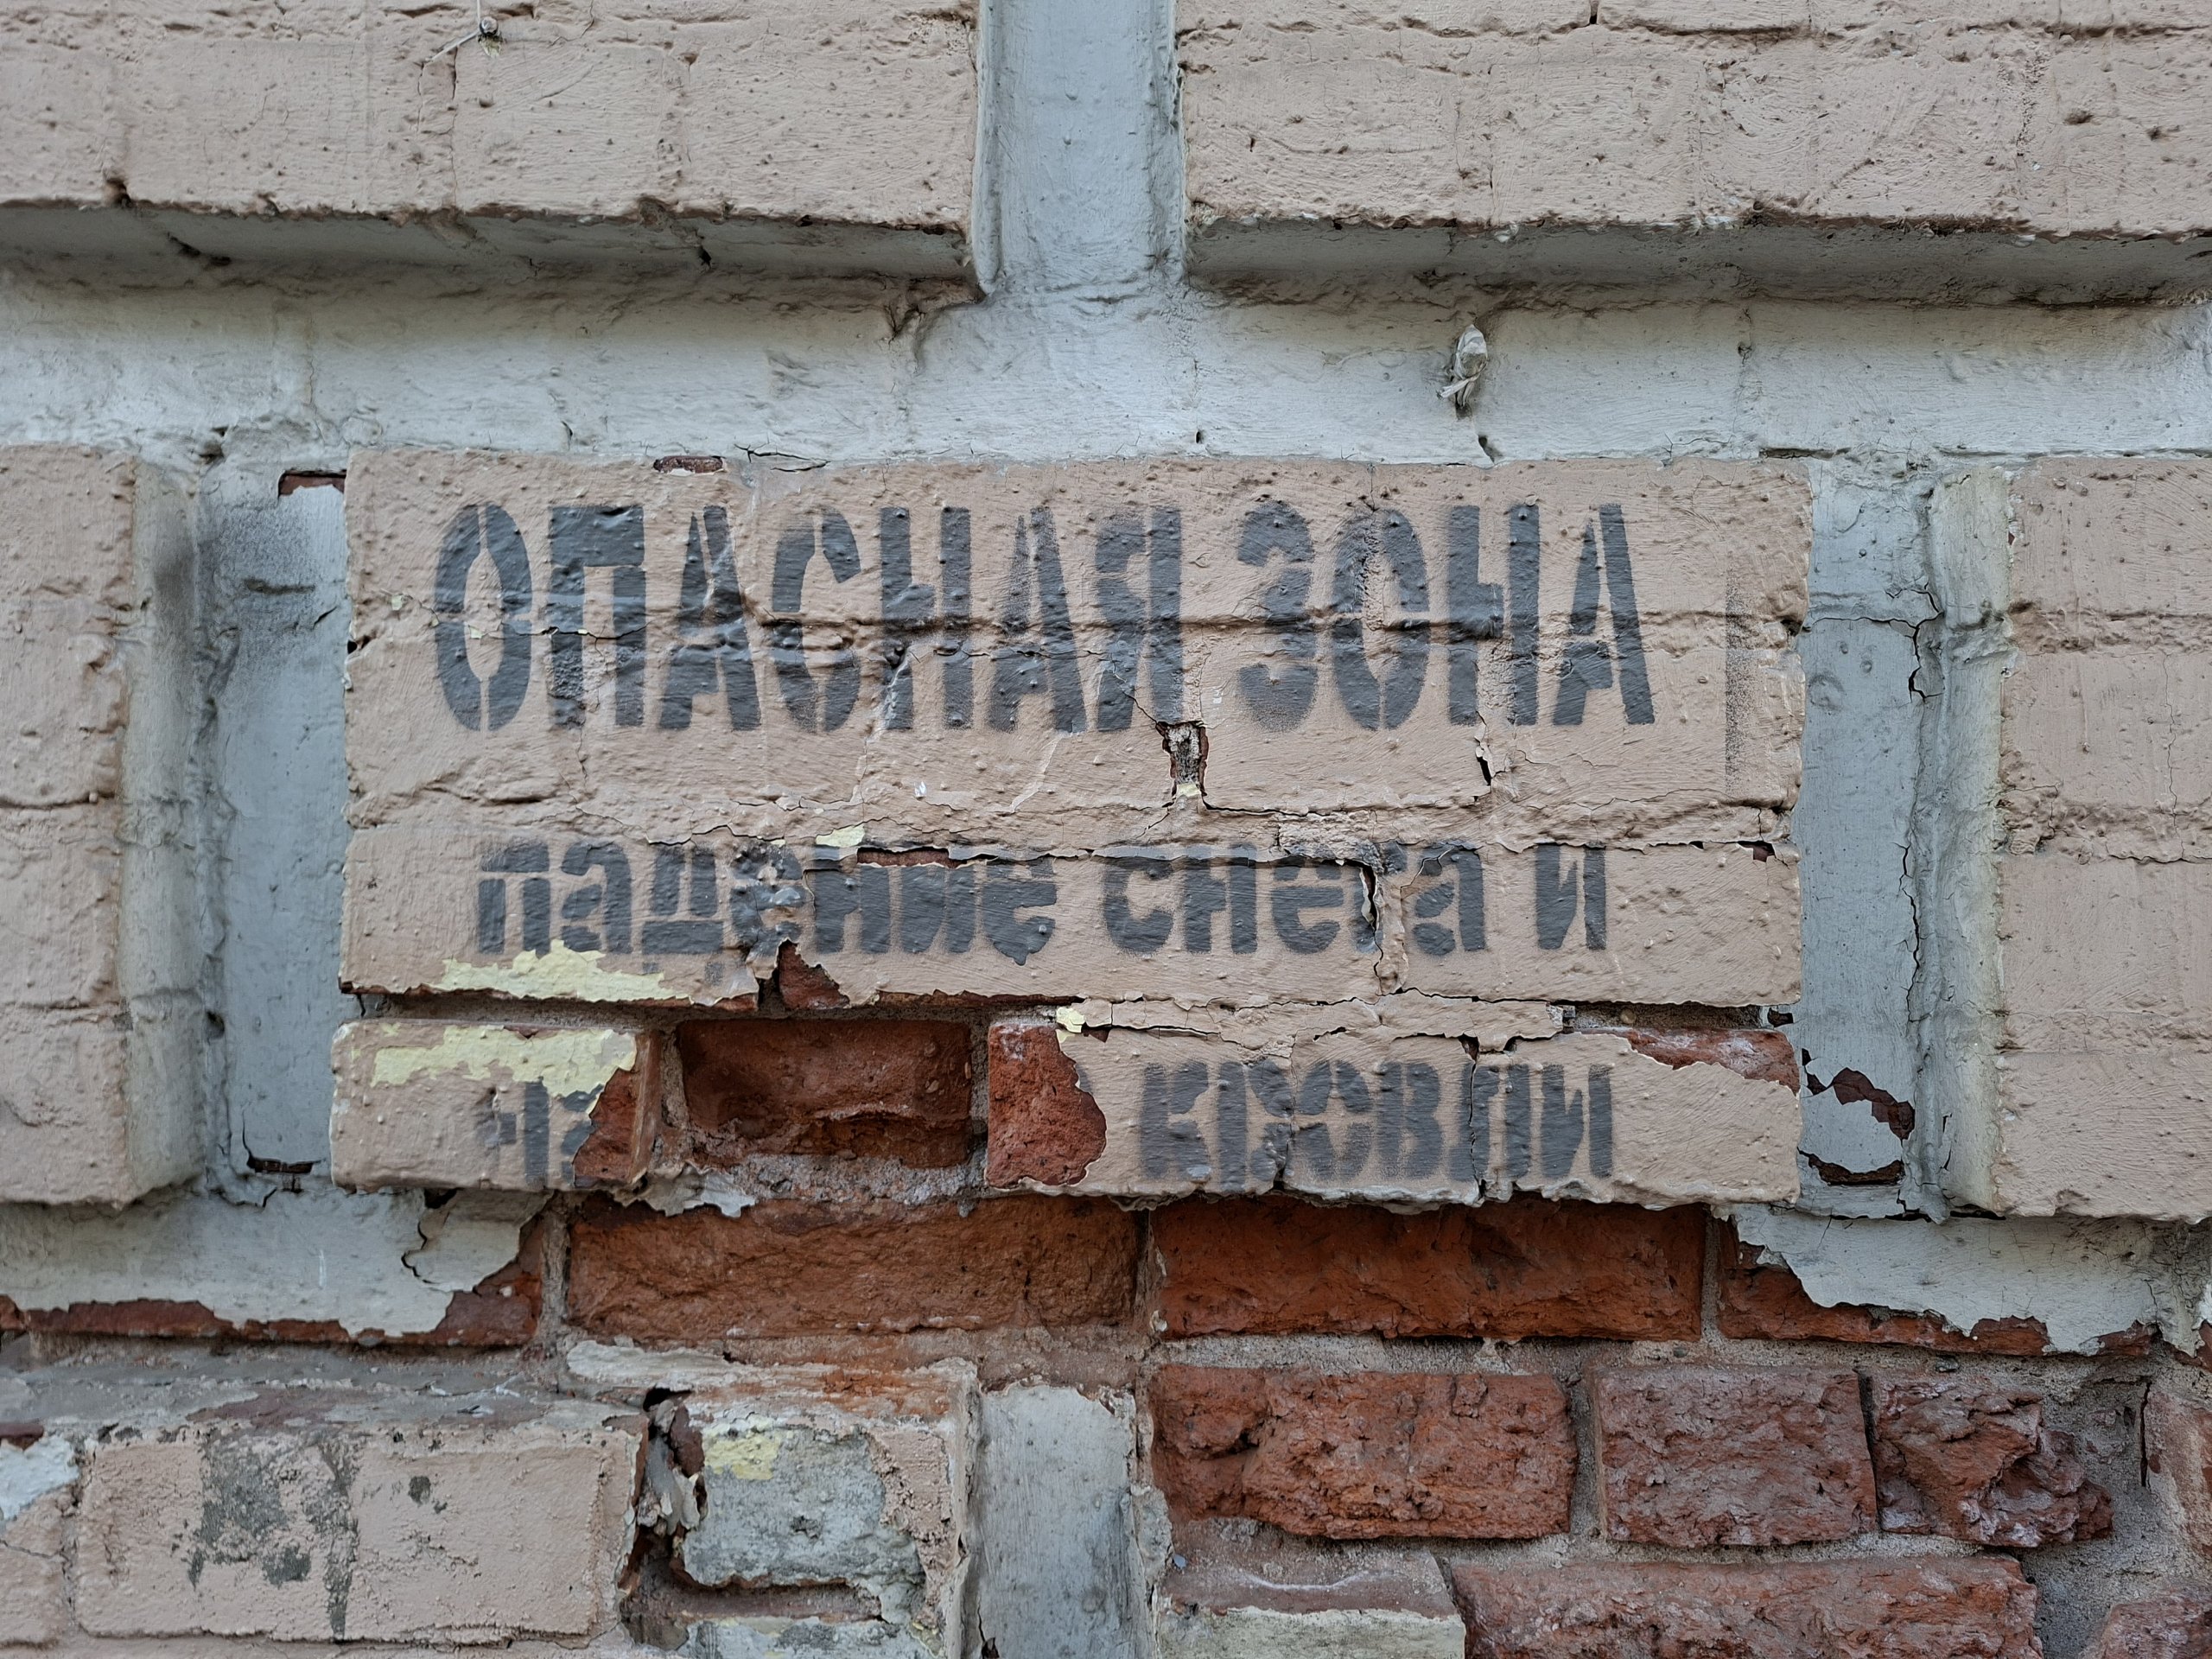 ОПАСНАЯ ЗОНА
падение снега и
кровли